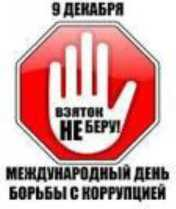 9 ДЕКАБРЯ
ВЗЯТОК
НЕ БЕРУ!
МЕЖДУНАРОДНЫЙ ДЕНЬ
БОРЬБЫ С КОРРУПЦИЕЙ